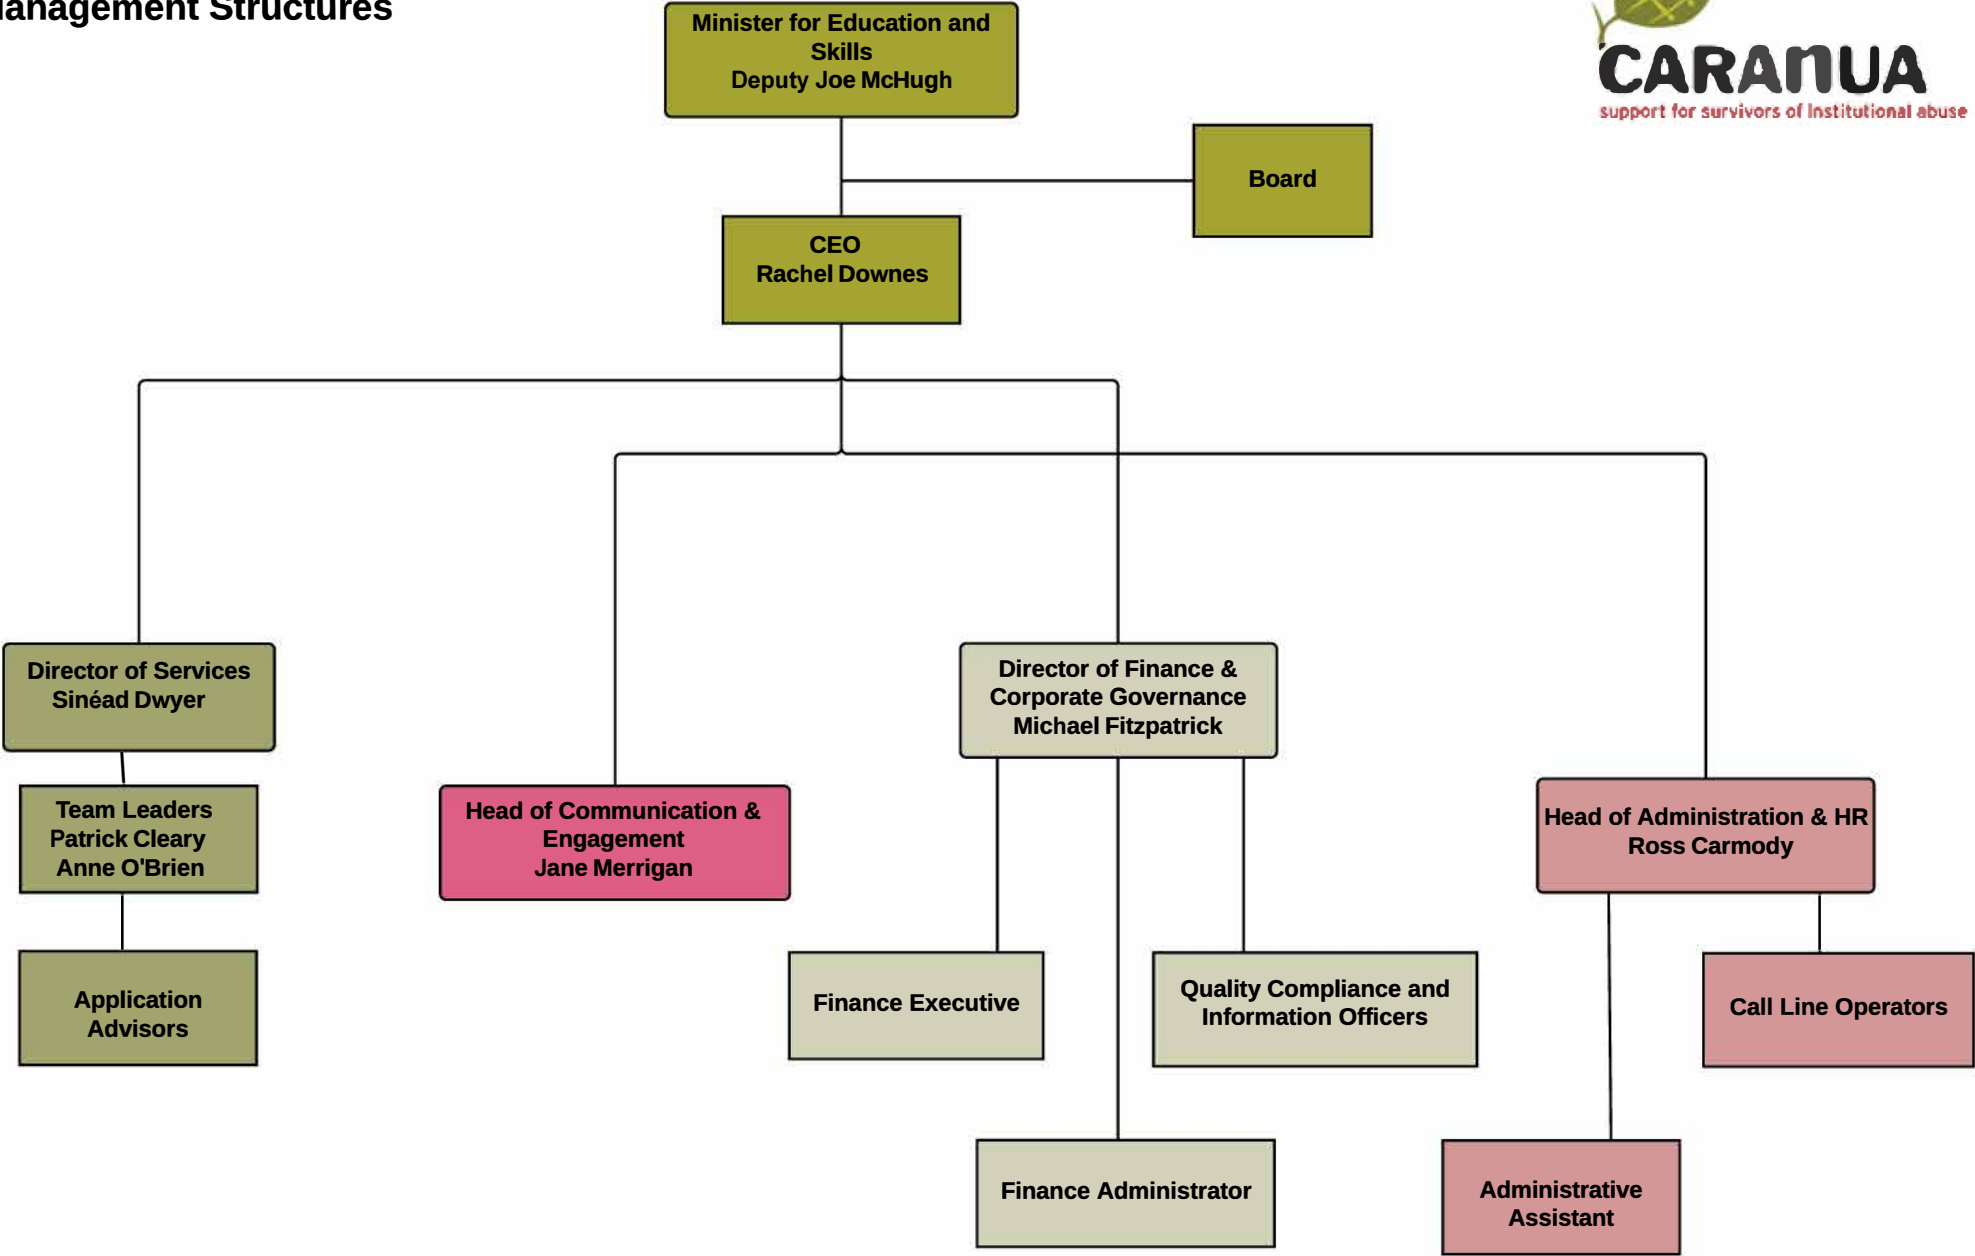 Management Structures
Minister for Education and
Skills
Deputy Joe McHugh
CARANUA
support for survivors of Institutional abuse
Board
CEO
Rachel Downes
Director of Services
Sinéad Dwyer
Director of Finance &
Corporate Governance
Michael Fitzpatrick
Team Leaders
Patrick Cleary
Anne O'Brien
Head of Communication &
Engagement
Jane Merrigan
Head of Administration & HR
Ross Carmody
Application
Advisors
Finance Executive
Quality Compliance and
Information Officers
Call Line Operators
Finance Administrator
Administrative
Assistant